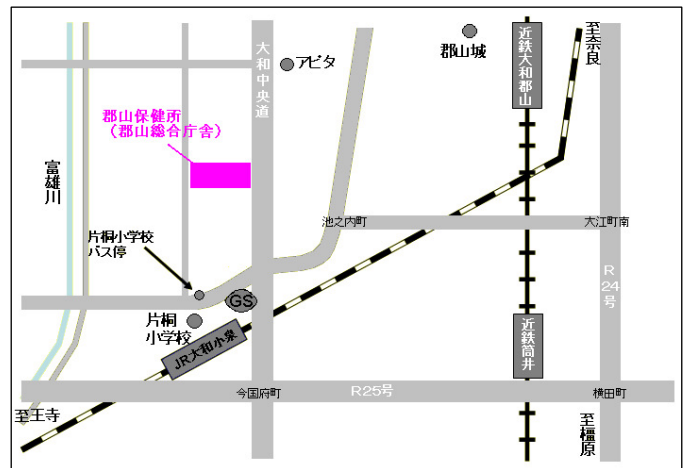 至奈良
郡山城
近鉄大和郡山
大和中央道
アピタ
郡山保健所
（郡山総合庁舎）
富雄川
池之内町
大江町南
片桐小学校
バス停
R24号
GS
片桐
小学校
JR大和小泉
近鉄筒井
今国府町
R25号
横田町
至王寺
至橿原